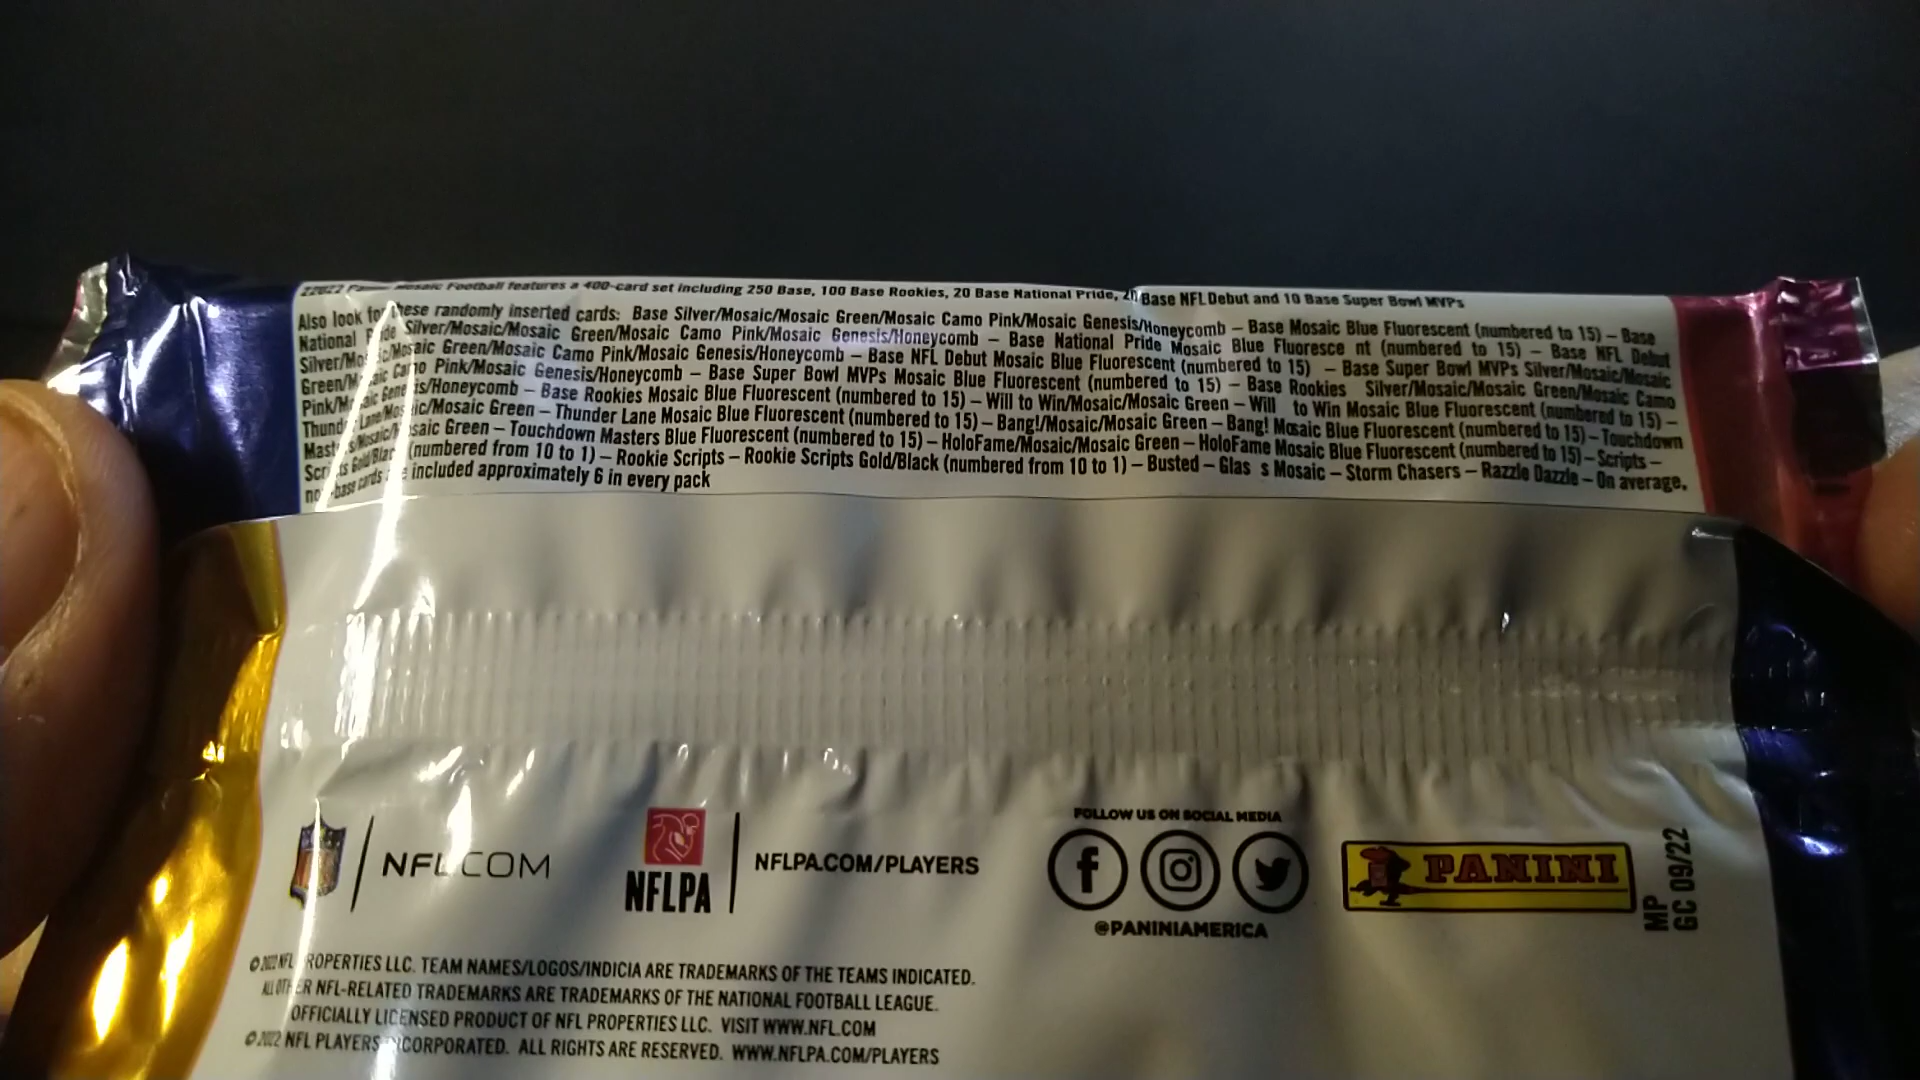 22022 Panini Mosaic Football features a 400-card set including 250 Base, 100 Base Rookies, 20 Base National Pride, 20 Base NFL Debut and 10 Base Super Bowl MVPs
Also look for these randomly inserted cards: Base Silver/Mosaic/Mosaic Green/Mosaic Camo Pink/Mosaic Genesis/Honeycomb – Base Mosaic Blue Fluorescent (numbered to 15) – Base
National Pride Silver/Mosaic/Mosaic Green/Mosaic Camo Pink/Mosaic Genesis/Honeycomb – Base National Pride Mosaic Blue Fluoresce nt (numbered to 15) – Base NFL Debut
Silver/Mosaic/Mosaic Green/Mosaic Camo Pink/Mosaic Genesis/Honeycomb – Base NFL Debut Mosaic Blue Fluorescent (numbered to 15) – Base Super Bowl MVPs Silver/Mosaic/Mosaic
Green/Mosaic Camo Pink/Mosaic Genesis/Honeycomb – Base Super Bowl MVPs Mosaic Blue Fluorescent (numbered to 15) – Base Rookies Silver/Mosaic/Mosaic Green/Mosaic Camo
Pink/Mosaic Genesis/Honeycomb – Base Rookies Mosaic Blue Fluorescent (numbered to 15) – Will to Win/Mosaic/Mosaic Green – Will to Win Mosaic Blue Fluorescent (numbered to 15) –
Thunder Lane/Mosaic/Mosaic Green – Thunder Lane Mosaic Blue Fluorescent (numbered to 15) – Bang!/Mosaic/Mosaic Green – Bang! Mosaic Blue Fluorescent (numbered to 15) – Touchdown
Masters/Mosaic/Mosaic Green – Touchdown Masters Blue Fluorescent (numbered to 15) – HoloFame/Mosaic/Mosaic Green – HoloFame Mosaic Blue Fluorescent (numbered to 15) – Scripts –
Scripts Gold/Black (numbered from 10 to 1) – Rookie Scripts – Rookie Scripts Gold/Black (numbered from 10 to 1) – Busted – Glas s Mosaic – Storm Chasers – Razzle Dazzle – On average,
non-base cards are included approximately 6 in every pack
NFL.COM
NFLPA
NFLPA.COM/PLAYERS
FOLLOW US ON SOCIAL MEDIA
@PANINIAMERICA
PANINI
MP
GC 09/22
© 2022 NFL PROPERTIES LLC. TEAM NAMES/LOGOS/INDICIA ARE TRADEMARKS OF THE TEAMS INDICATED.
ALL OTHER NFL-RELATED TRADEMARKS ARE TRADEMARKS OF THE NATIONAL FOOTBALL LEAGUE.
OFFICIALLY LICENSED PRODUCT OF NFL PROPERTIES LLC. VISIT WWW.NFL.COM
© 2022 NFL PLAYERS INCORPORATED. ALL RIGHTS ARE RESERVED. WWW.NFLPA.COM/PLAYERS